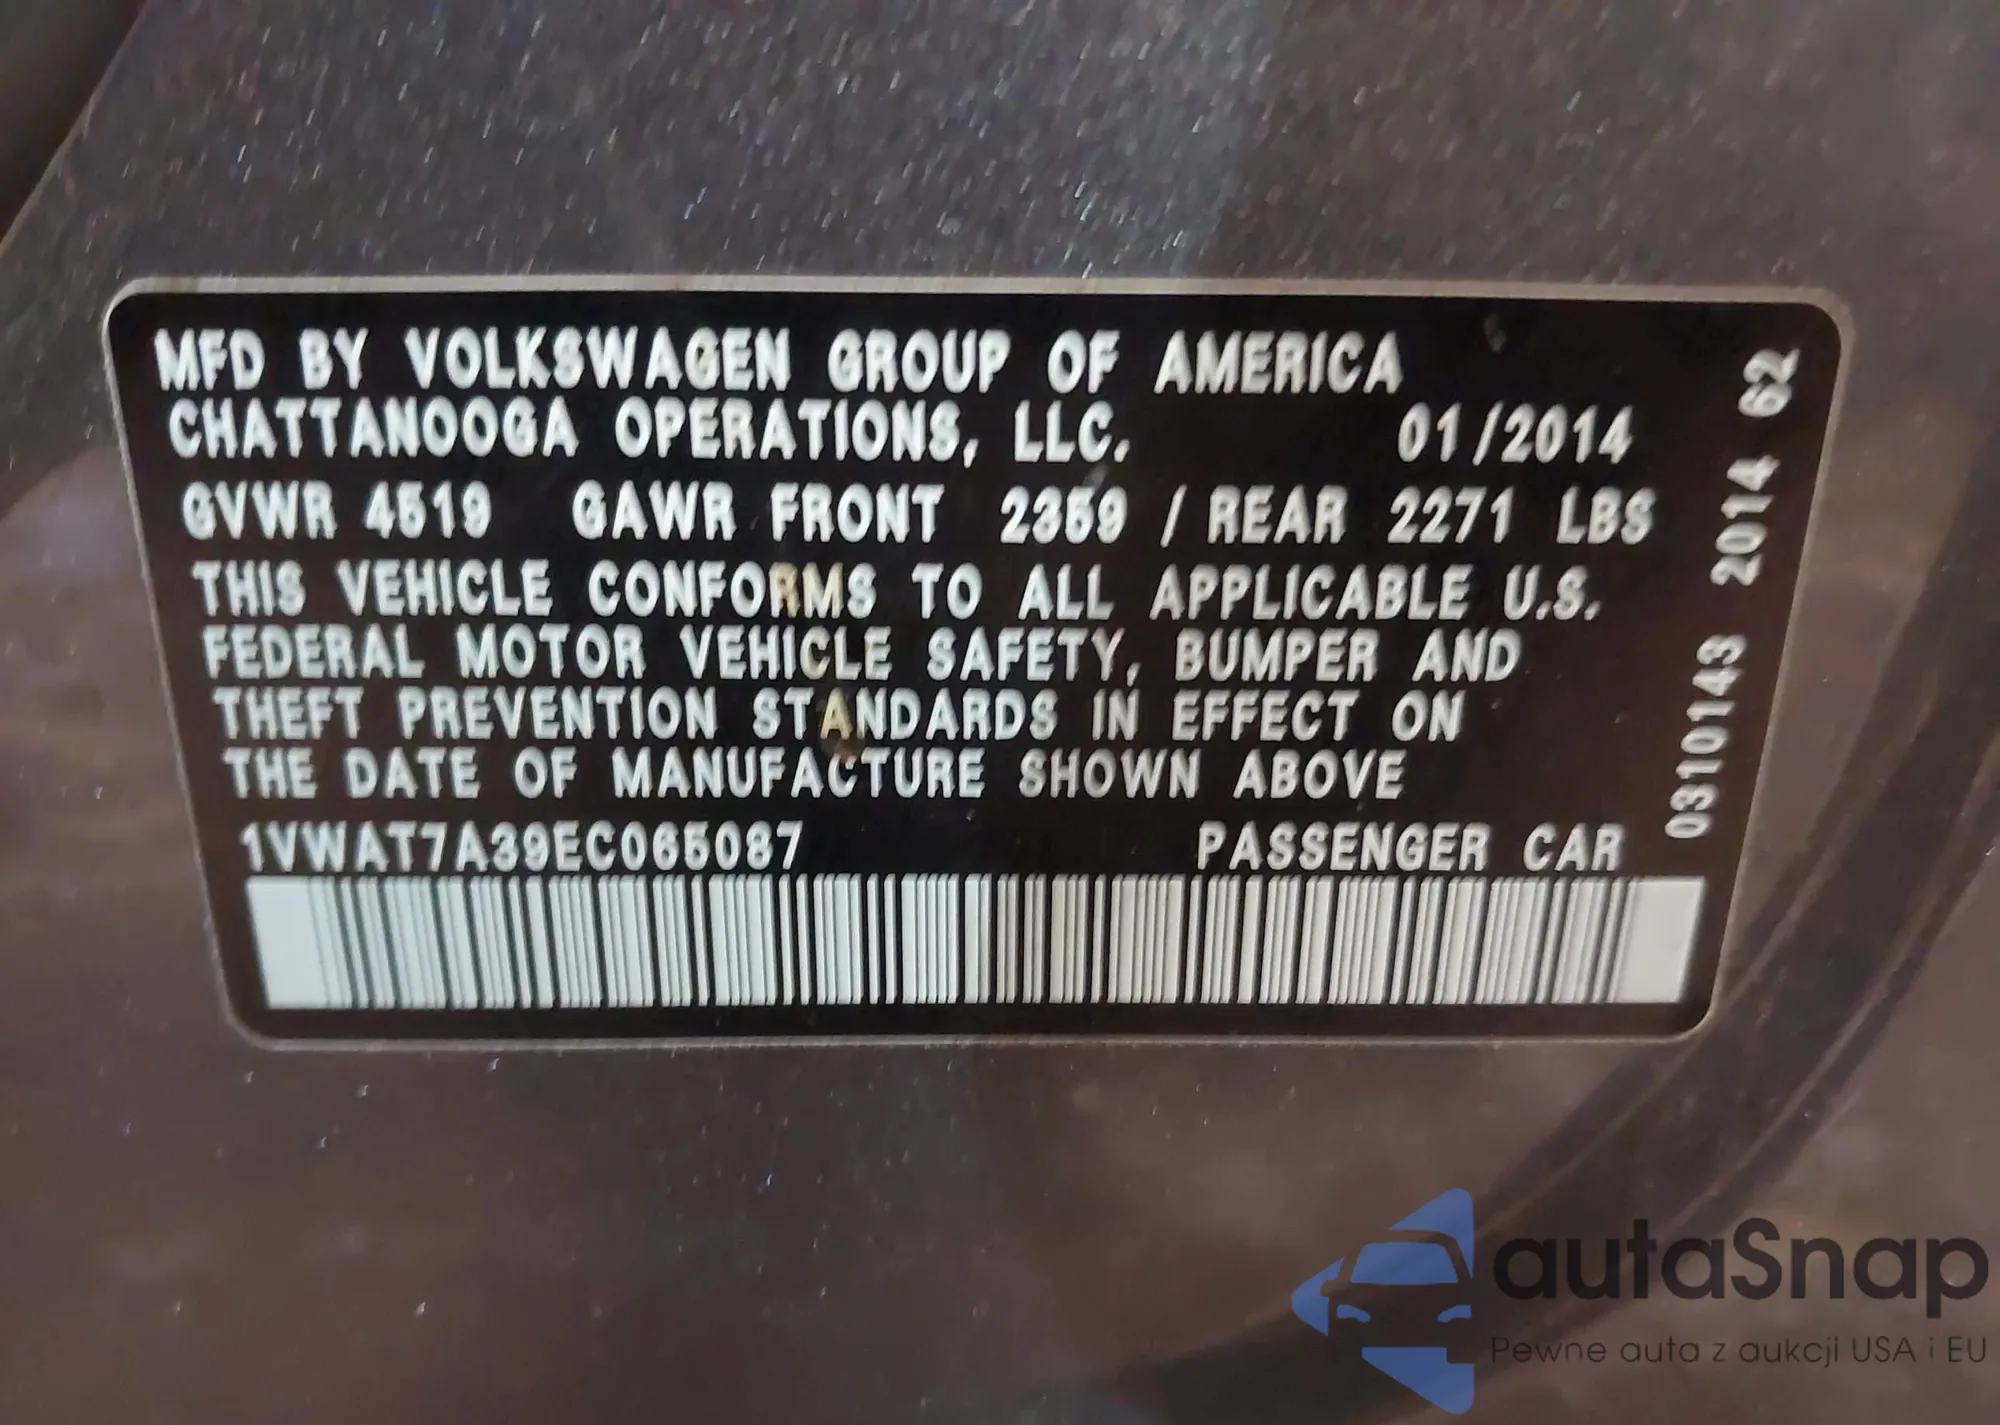 MFD BY VOLKSWAGEN GROUP OF AMERICA
CHATTANOOGA OPERATIONS, LLC. 01/2014
GVWR 4519 GAWR FRONT 2359 / REAR 2271 LBS
THIS VEHICLE CONFORMS TO ALL APPLICABLE U.S.
FEDERAL MOTOR VEHICLE SAFETY, BUMPER AND
THEFT PREVENTION STANDARDS IN EFFECT ON
THE DATE OF MANUFACTURE SHOWN ABOVE
1VWAT7A39EC065087 PASSENGER CAR
0310143 2014 62
autaSnap
Pewne auta z aukcji USA i EU